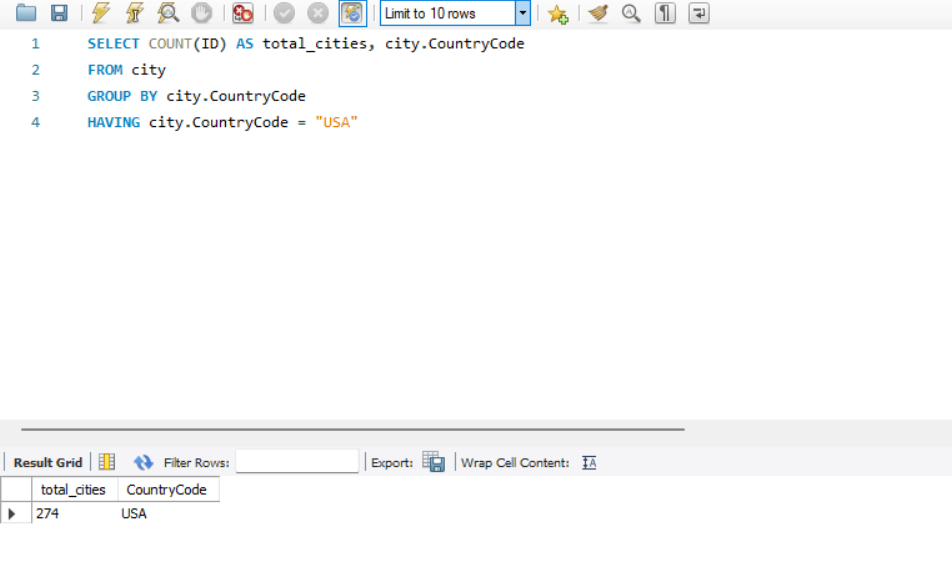 Limit to 10 rows
1 SELECT COUNT(ID) AS total_cities, city.CountryCode
2 FROM city
3 GROUP BY city.CountryCode
4 HAVING city.CountryCode = "USA"
Result Grid Filter Rows: Export: Wrap Cell Content: IA
total_cities CountryCode
274 USA